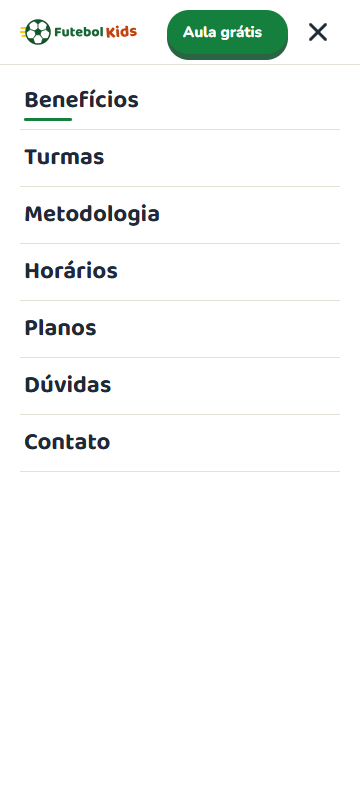 Futebol Kids
Aula grátis
Benefícios
Turmas
Metodologia
Horários
Planos
Dúvidas
Contato